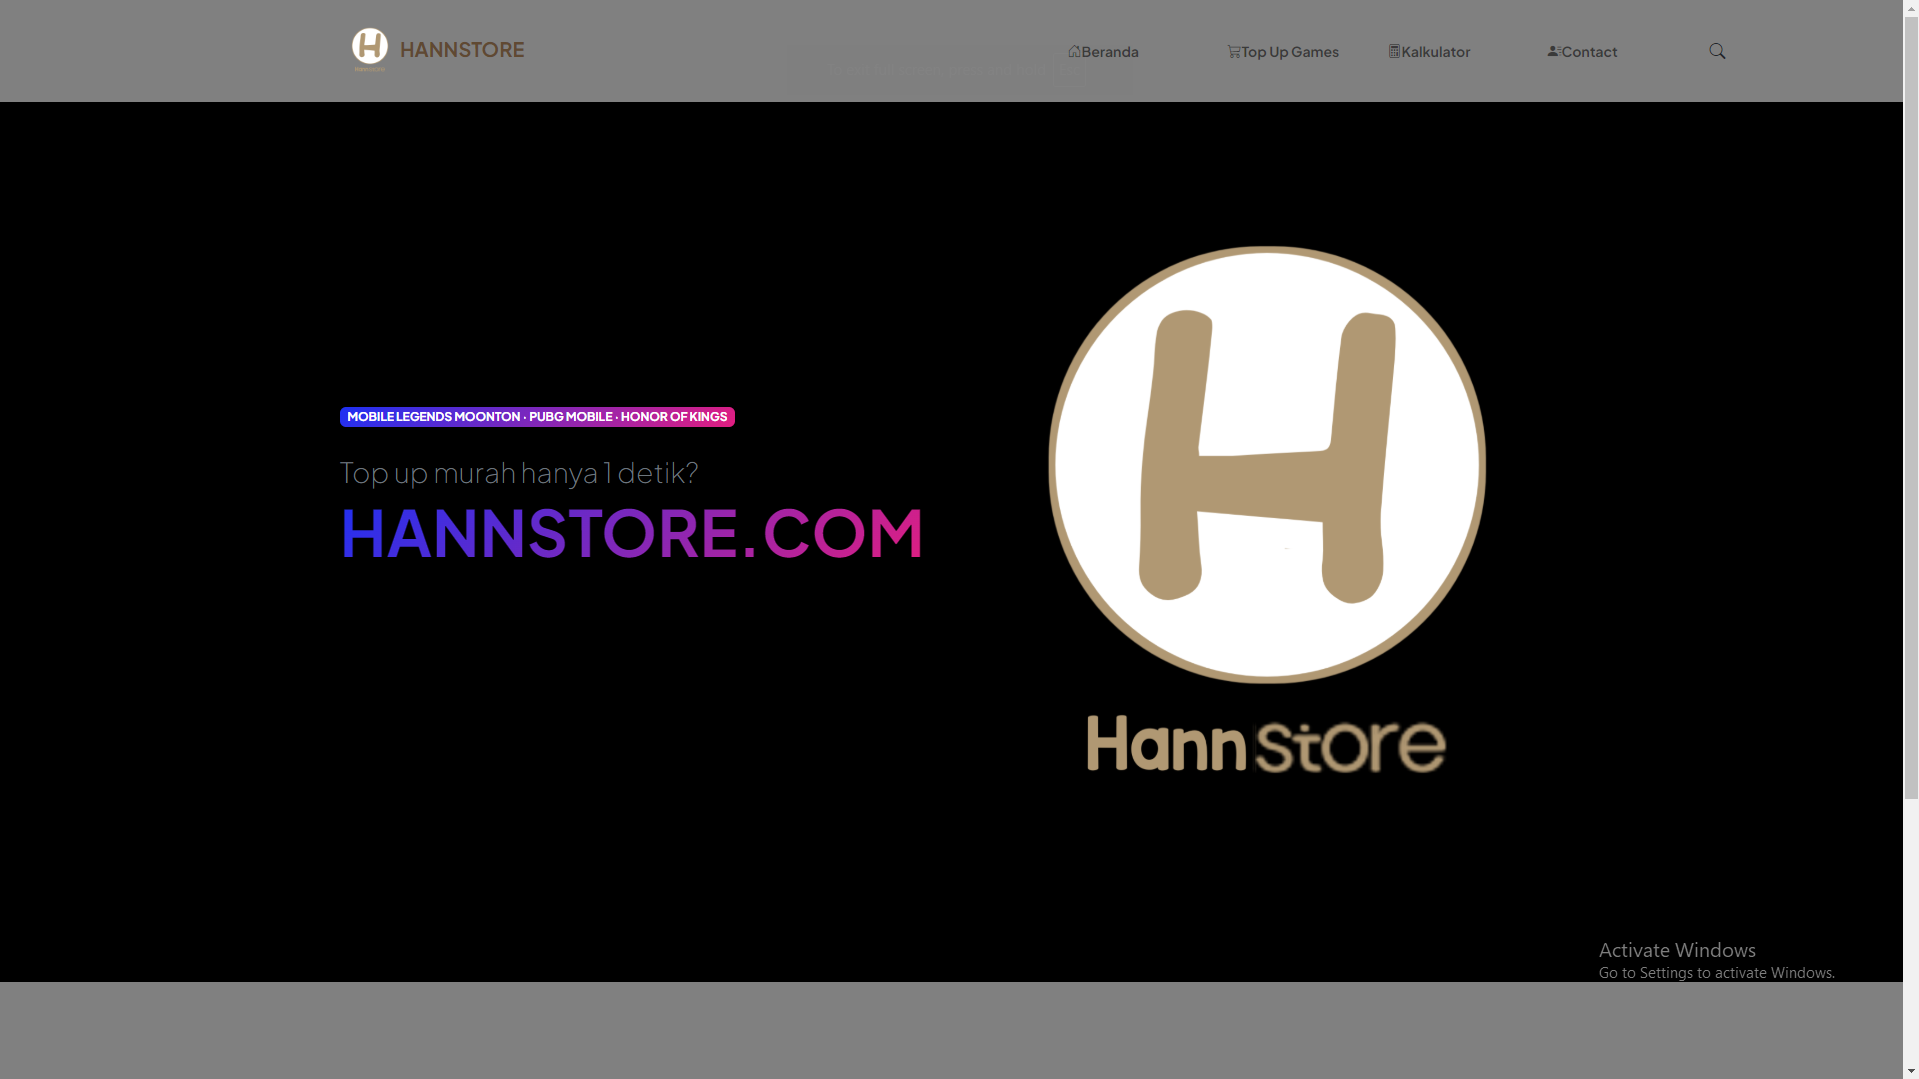 HANNSTORE
Beranda
Top Up Games
Kalkulator
Contact
MOBILE LEGENDS MOONTON · PUBG MOBILE · HONOR OF KINGS
Top up murah hanya 1 detik?
HANNSTORE.COM
H
Hann store
Activate Windows
Go to Settings to activate Windows.